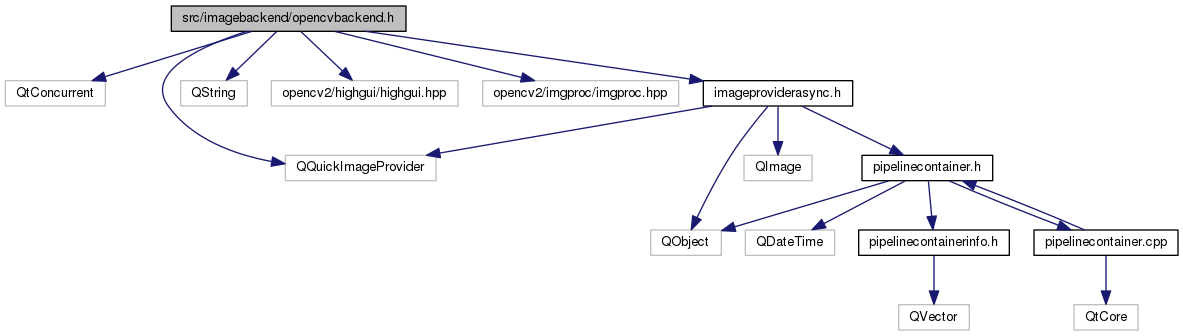 src/imagebackend/opencvbackend.h
QtConcurrent
QString
opencv2/highgui/highgui.hpp
opencv2/imgproc/imgproc.hpp
imageproviderasync.h
QQuickImageProvider
QImage
pipelinecontainer.h
QObject
QDateTime
pipelinecontainerinfo.h
pipelinecontainer.cpp
QVector
QtCore